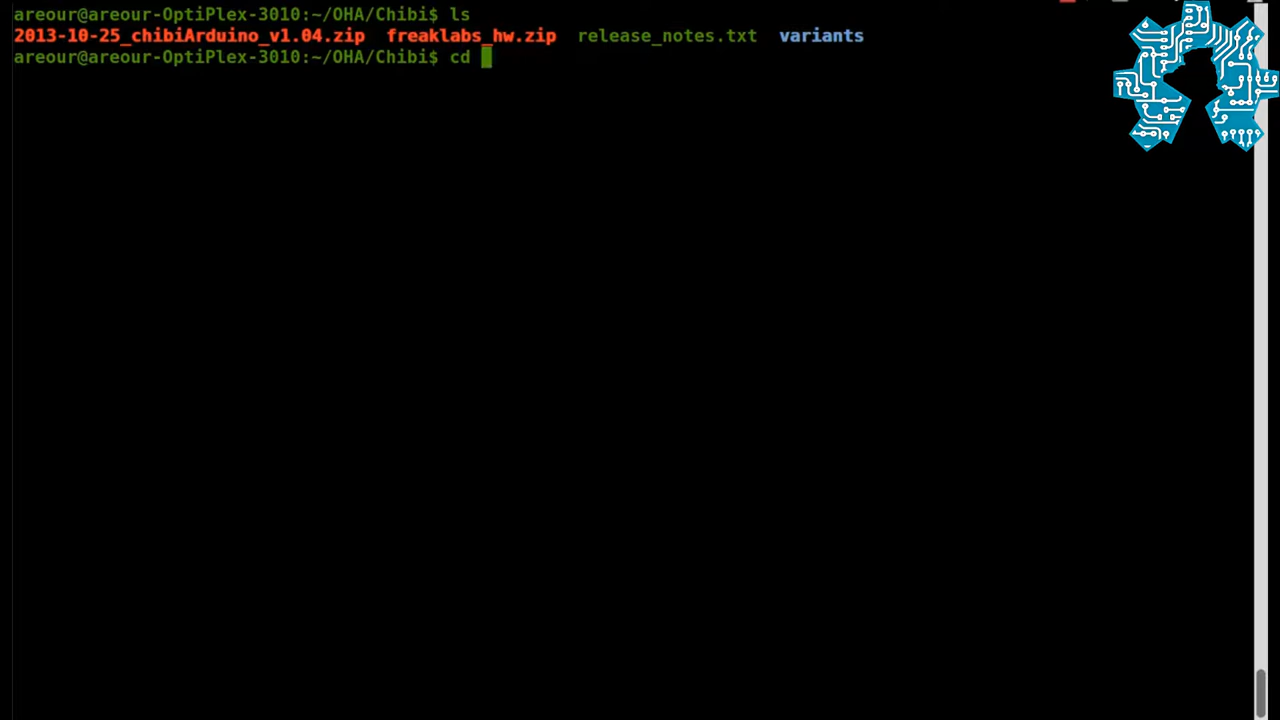 areour@areour-OptiPlex-3010:~/OHA/Chibi$ ls
2013-10-25_chibiArduino_v1.04.zip  freaklabs_hw.zip  release_notes.txt  variants
areour@areour-OptiPlex-3010:~/OHA/Chibi$ cd